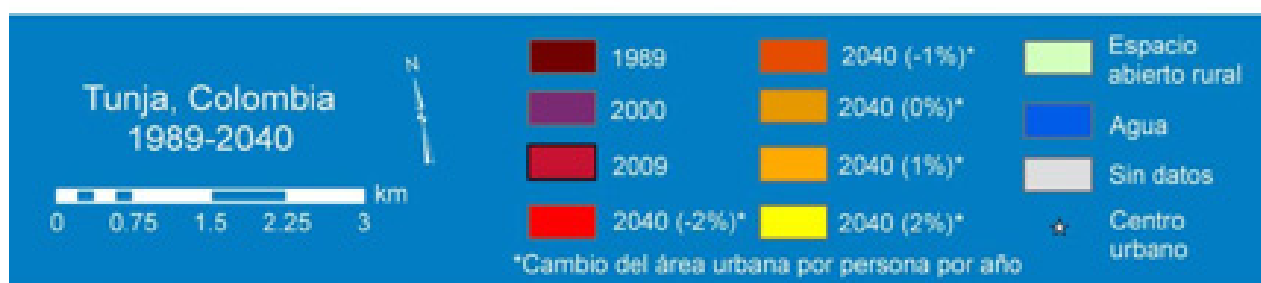 Tunja, Colombia
1989-2040
N
km
0 0.75 1.5 2.25 3
1989
2000
2009
2040 (-2%)*
2040 (-1%)*
2040 (0%)*
2040 (1%)*
2040 (2%)*
Espacio
abierto rural
Agua
Sin datos
Centro
urbano
*Cambio del área urbana por persona por año